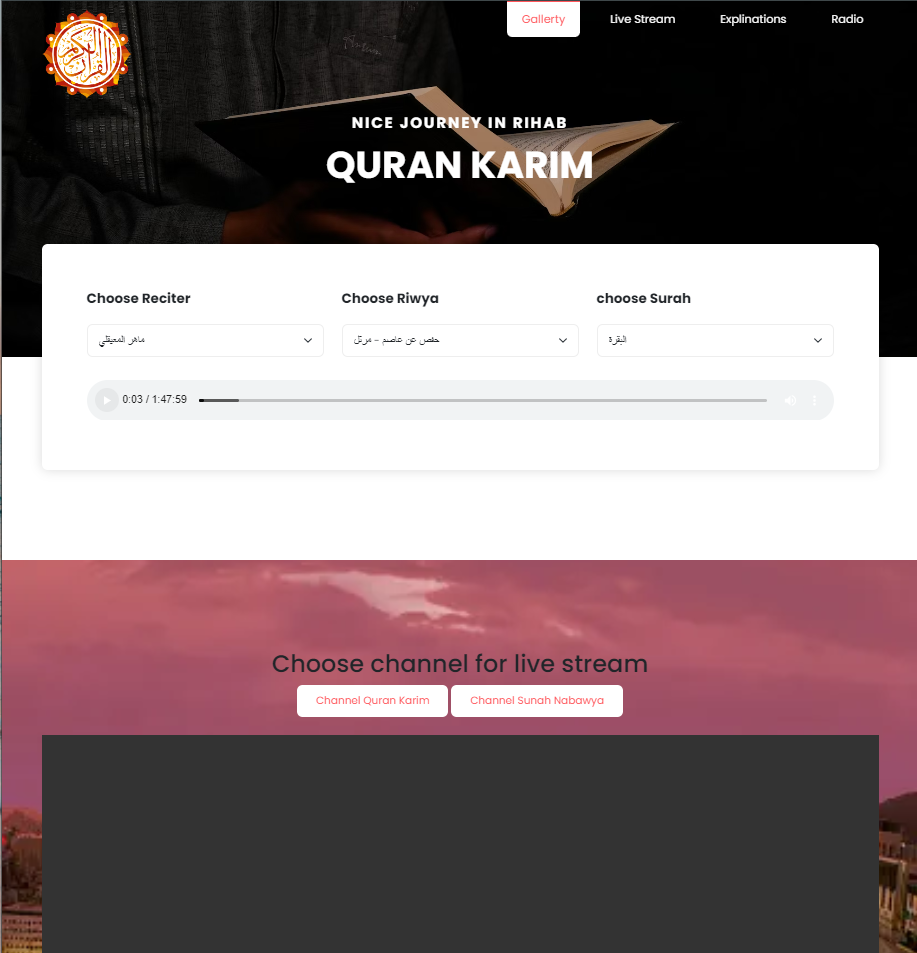 القرآن الكريم
Gallerty
Live Stream
Explinations
Radio
NICE JOURNEY IN RIHAB
QURAN KARIM
Choose Reciter
Choose Riwya
choose Surah
ماهر المعيقلي
حفص عن عاصم - مرتل
البقرة
0:03 / 1:47:59
Choose channel for live stream
Channel Quran Karim
Channel Sunah Nabawya